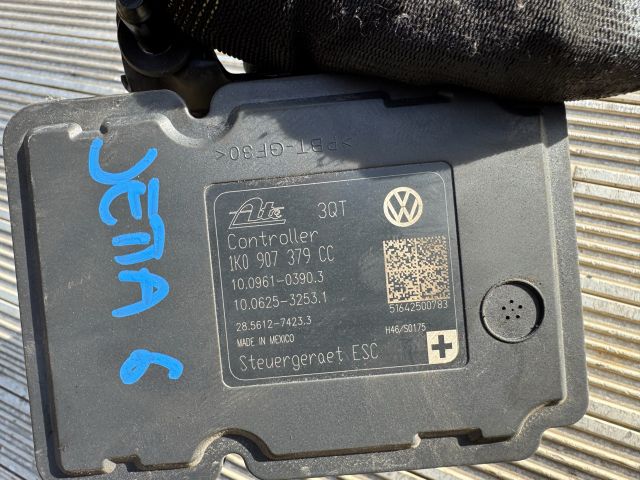 >PBT-GF30<
JETTA 6
Ate
3QT
Controller
1K0 907 379 CC
10.0961-0390.3
10.0625-3253.1
28.5612-7423.3
MADE IN MEXICO
Steuergeraet ESC
51642500783
H46/S0175